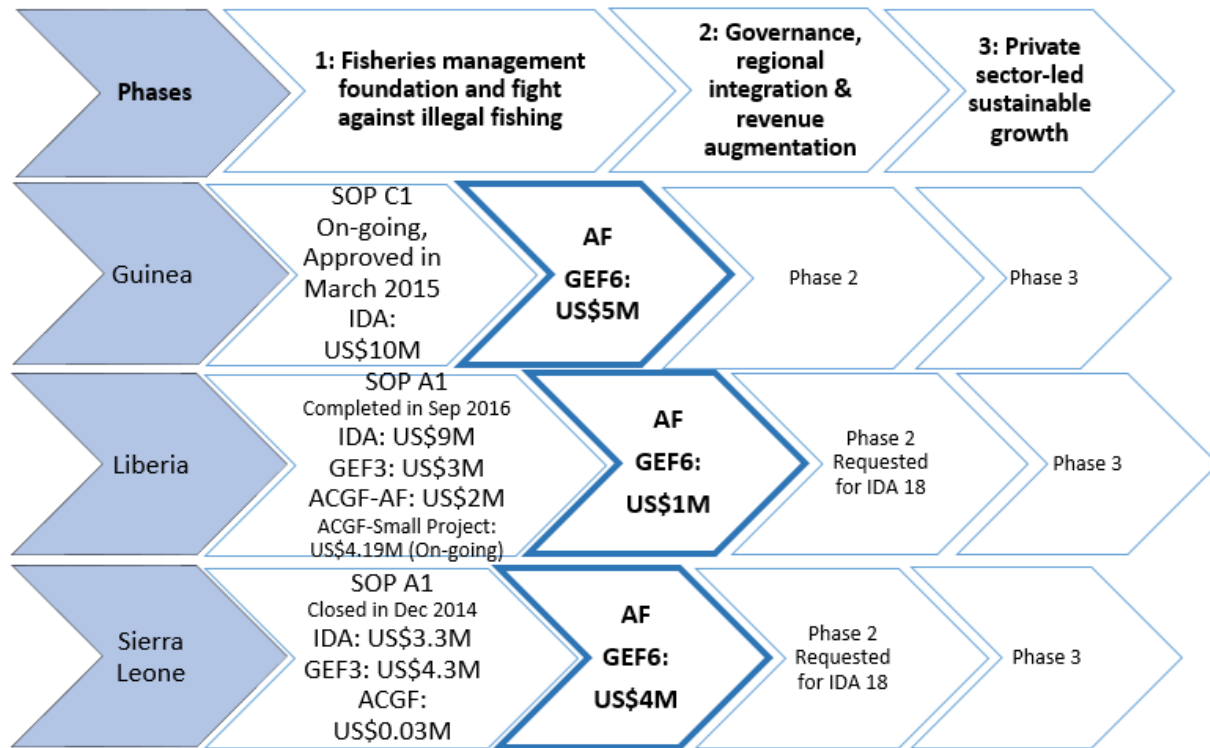 Phases
1: Fisheries management
foundation and fight
against illegal fishing
2: Governance,
regional
integration &
revenue
augmentation
3: Private
sector-led
sustainable
growth
Guinea
SOP C1
On-going,
Approved in
March 2015
IDA:
US$10M
AF
GEF6:
US$5M
Phase 2
Phase 3
Liberia
SOP A1
Completed in Sep 2016
IDA: US$9M
GEF3: US$3M
ACGF-AF: US$2M
ACGF-Small Project:
US$4.19M (On-going)
AF
GEF6:
US$1M
Phase 2
Requested
for IDA 18
Phase 3
Sierra
Leone
SOP A1
Closed in Dec 2014
IDA: US$3.3M
GEF3: US$4.3M
ACGF:
US$0.03M
AF
GEF6:
US$4M
Phase 2
Requested
for IDA 18
Phase 3